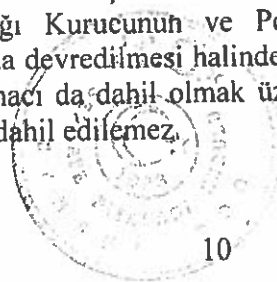 ğı Kurucunun ve Po
a devredilmesi halinde
nacı da dahil olmak üz
dahil edilemez.
10